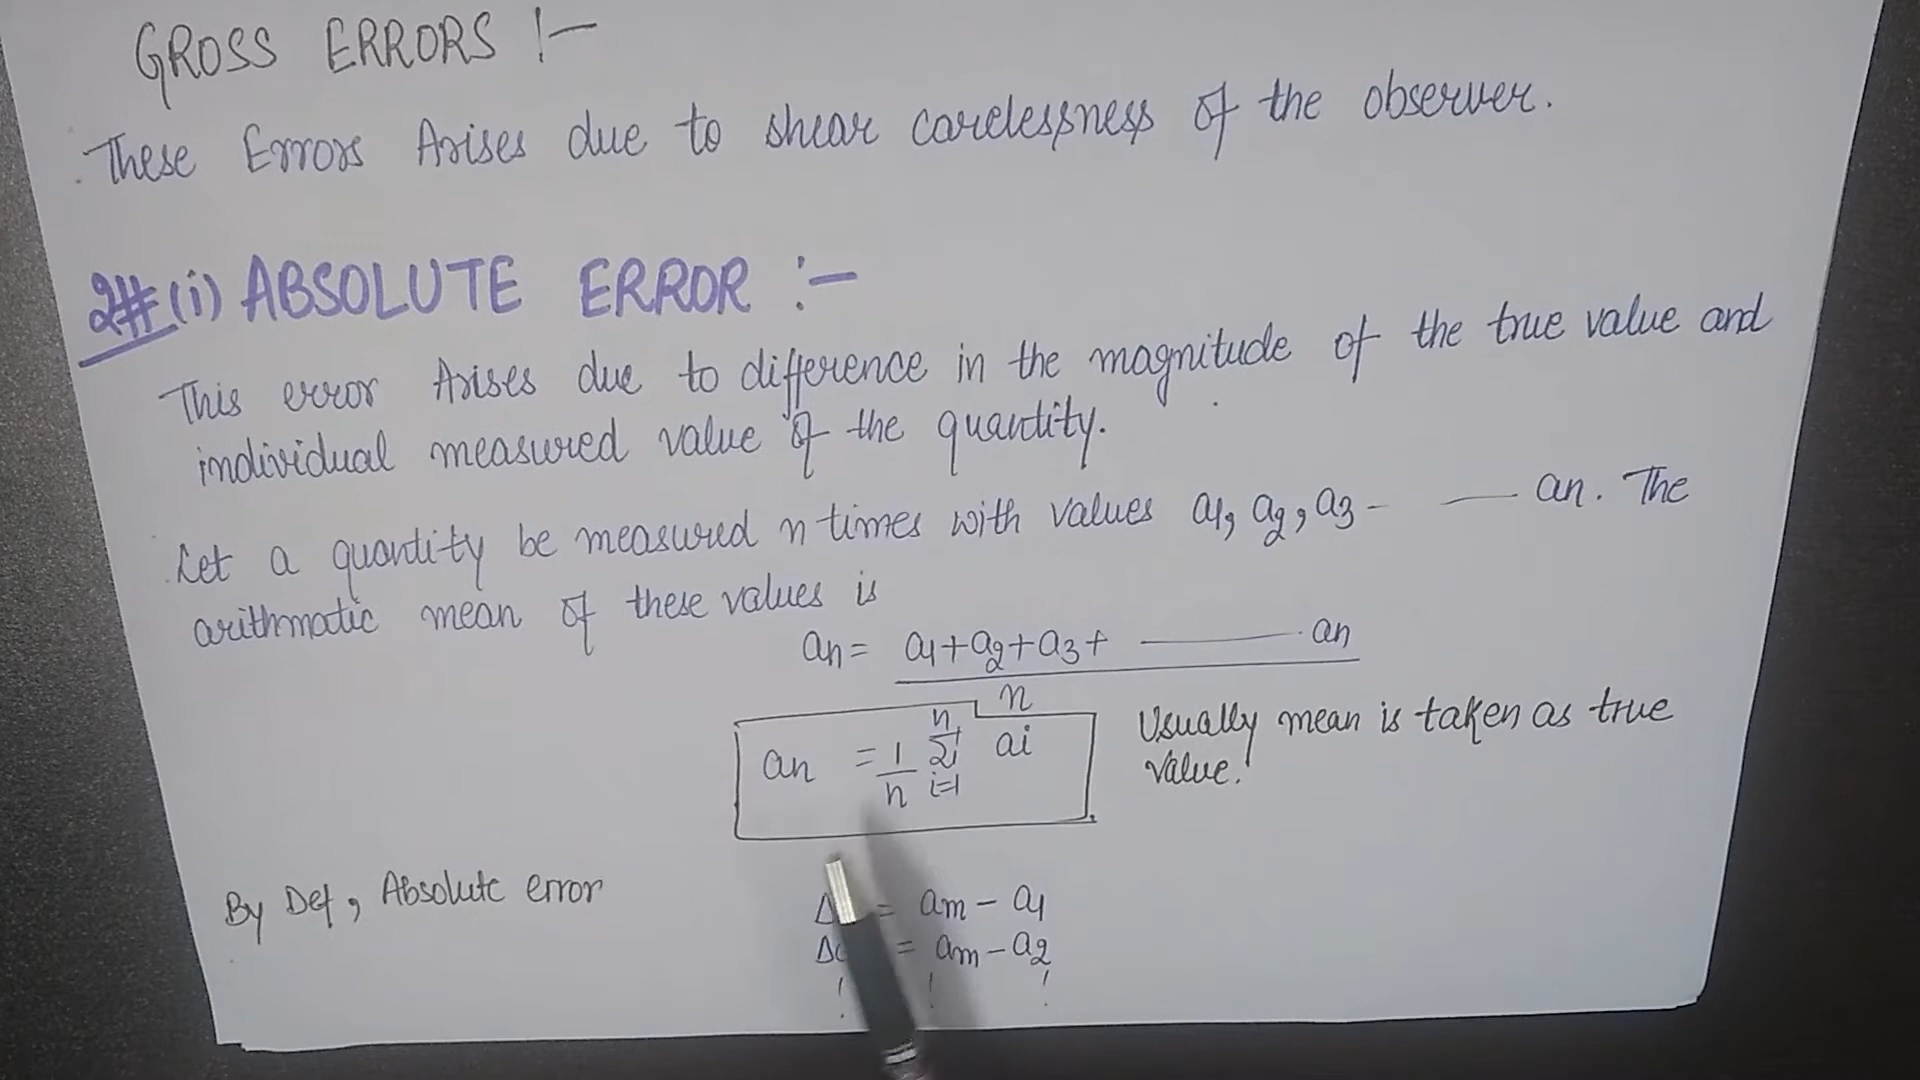 GROSS ERRORS :-
These Errors Arises due to shear carelessness of the observer.
2# (i) ABSOLUTE ERROR :-
This error Arises due to difference in the magnitude of the true value and
individual measured value of the quantity.
Let a quantity be measured n times with values a1, a2, a3 - — an. The
arithmatic mean of these values is
an = a1+a2+a3+ — an
n
an = 1/n n Σ i=1 ai
Usually mean is taken as true
value.
By Def, Absolute error
Δ = am - a1
Δ = am - a2